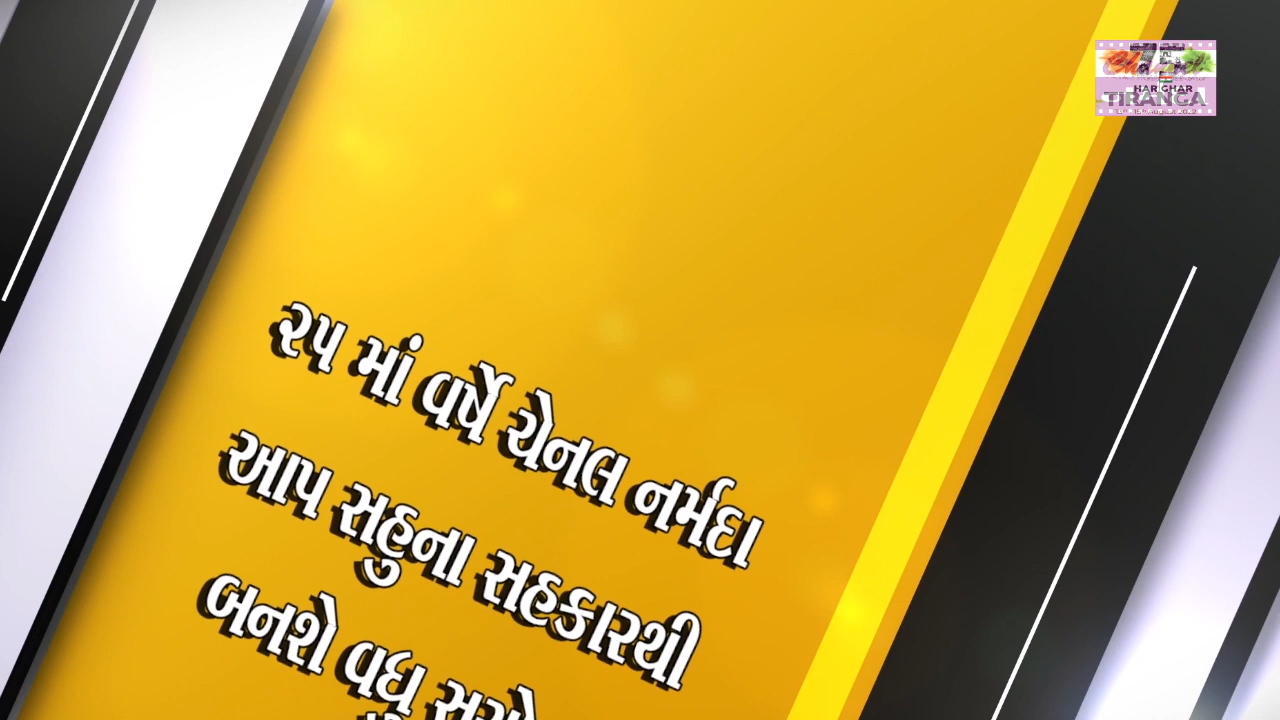 ૨૫ માં વર્ષે ચેનલ નર્મદા
આપ સહુના સહકારથી
બનશે વધુ
HAR GHAR
TIRANGA